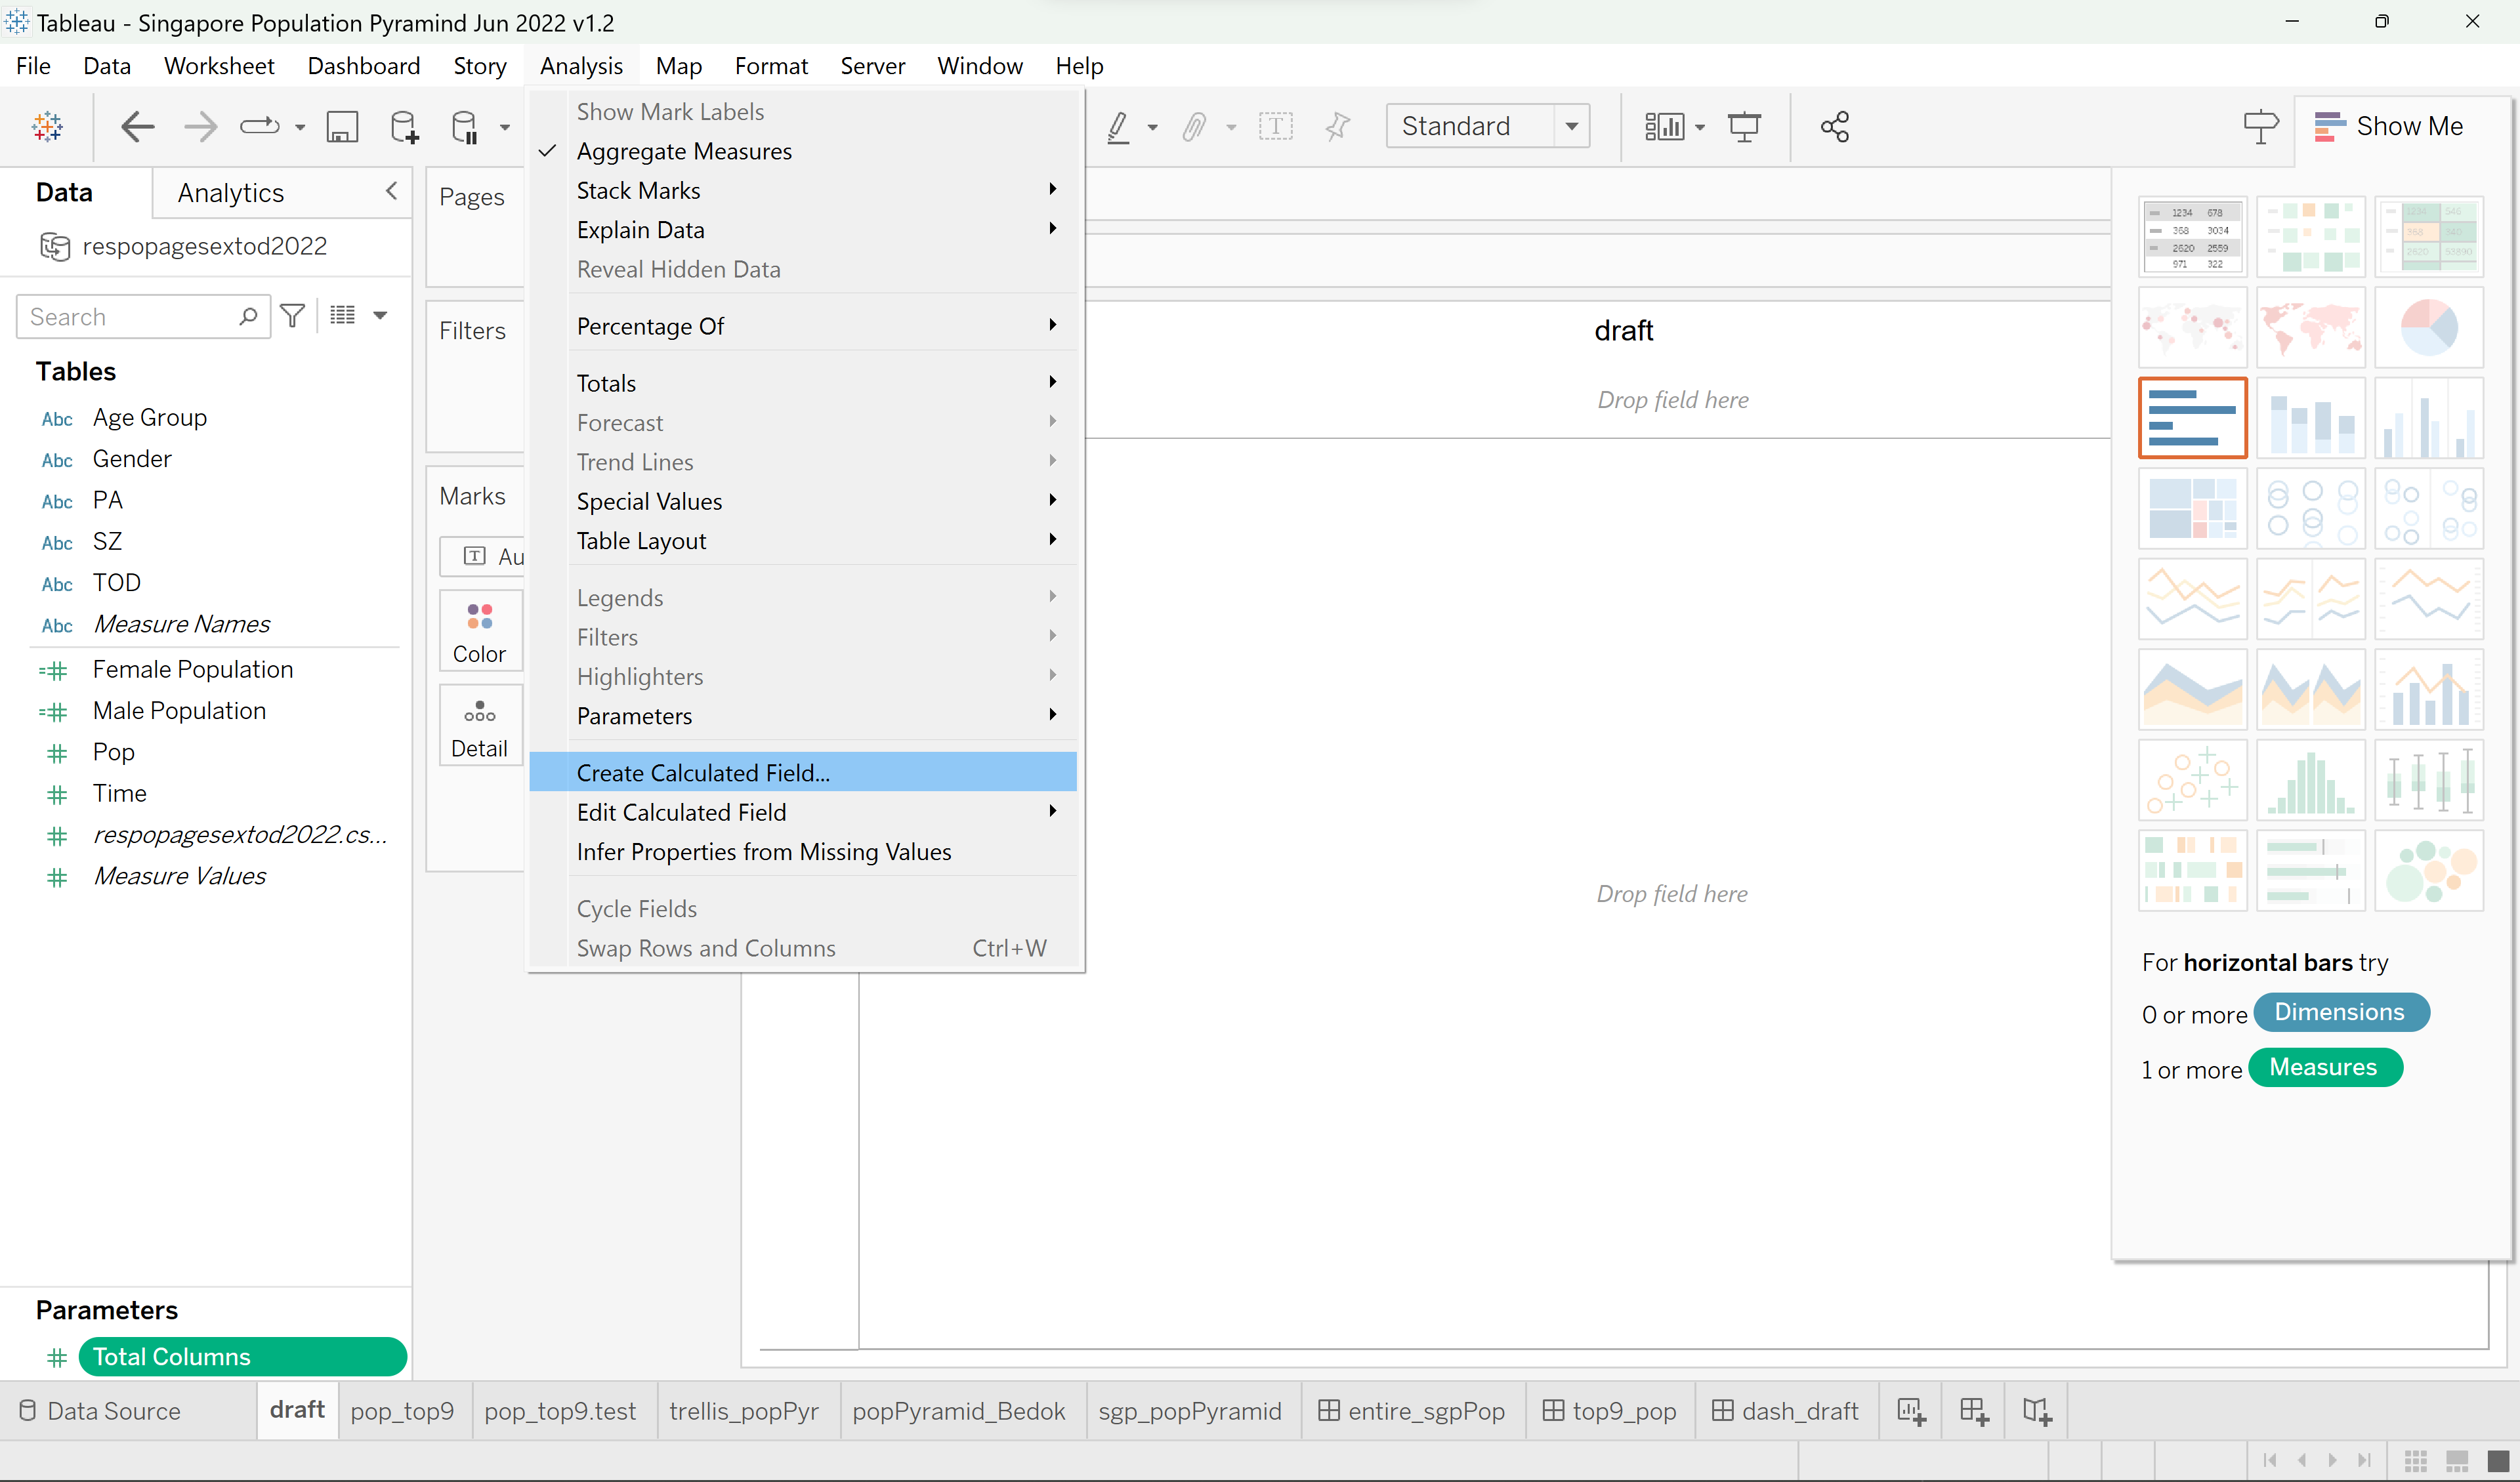 Tableau - Singapore Population Pyramind Jun 2022 v1.2
File Data Worksheet Dashboard Story Analysis Map Format Server Window Help
Standard
Show Me
Data
Analytics
respopagesextod2022
Search
Tables
Abc Age Group
Abc Gender
Abc PA
Abc SZ
Abc TOD
Abc Measure Names
Female Population
Male Population
Pop
Time
respopagesextod2022.cs...
Measure Values
Parameters
Total Columns
Pages
Filters
Marks
Au
Color
Detail
Show Mark Labels
Aggregate Measures
Stack Marks
Explain Data
Reveal Hidden Data
Percentage Of
Totals
Forecast
Trend Lines
Special Values
Table Layout
Legends
Filters
Highlighters
Parameters
Create Calculated Field...
Edit Calculated Field
Infer Properties from Missing Values
Cycle Fields
Swap Rows and Columns Ctrl+W
draft
Drop field here
Drop field here
1234 678
368 3034
2620 2559
971 322
For horizontal bars try
0 or more Dimensions
1 or more Measures
Data Source draft pop_top9 pop_top9.test trellis_popPyr popPyramid_Bedok sgp_popPyramid entire_sgpPop top9_pop dash_draft